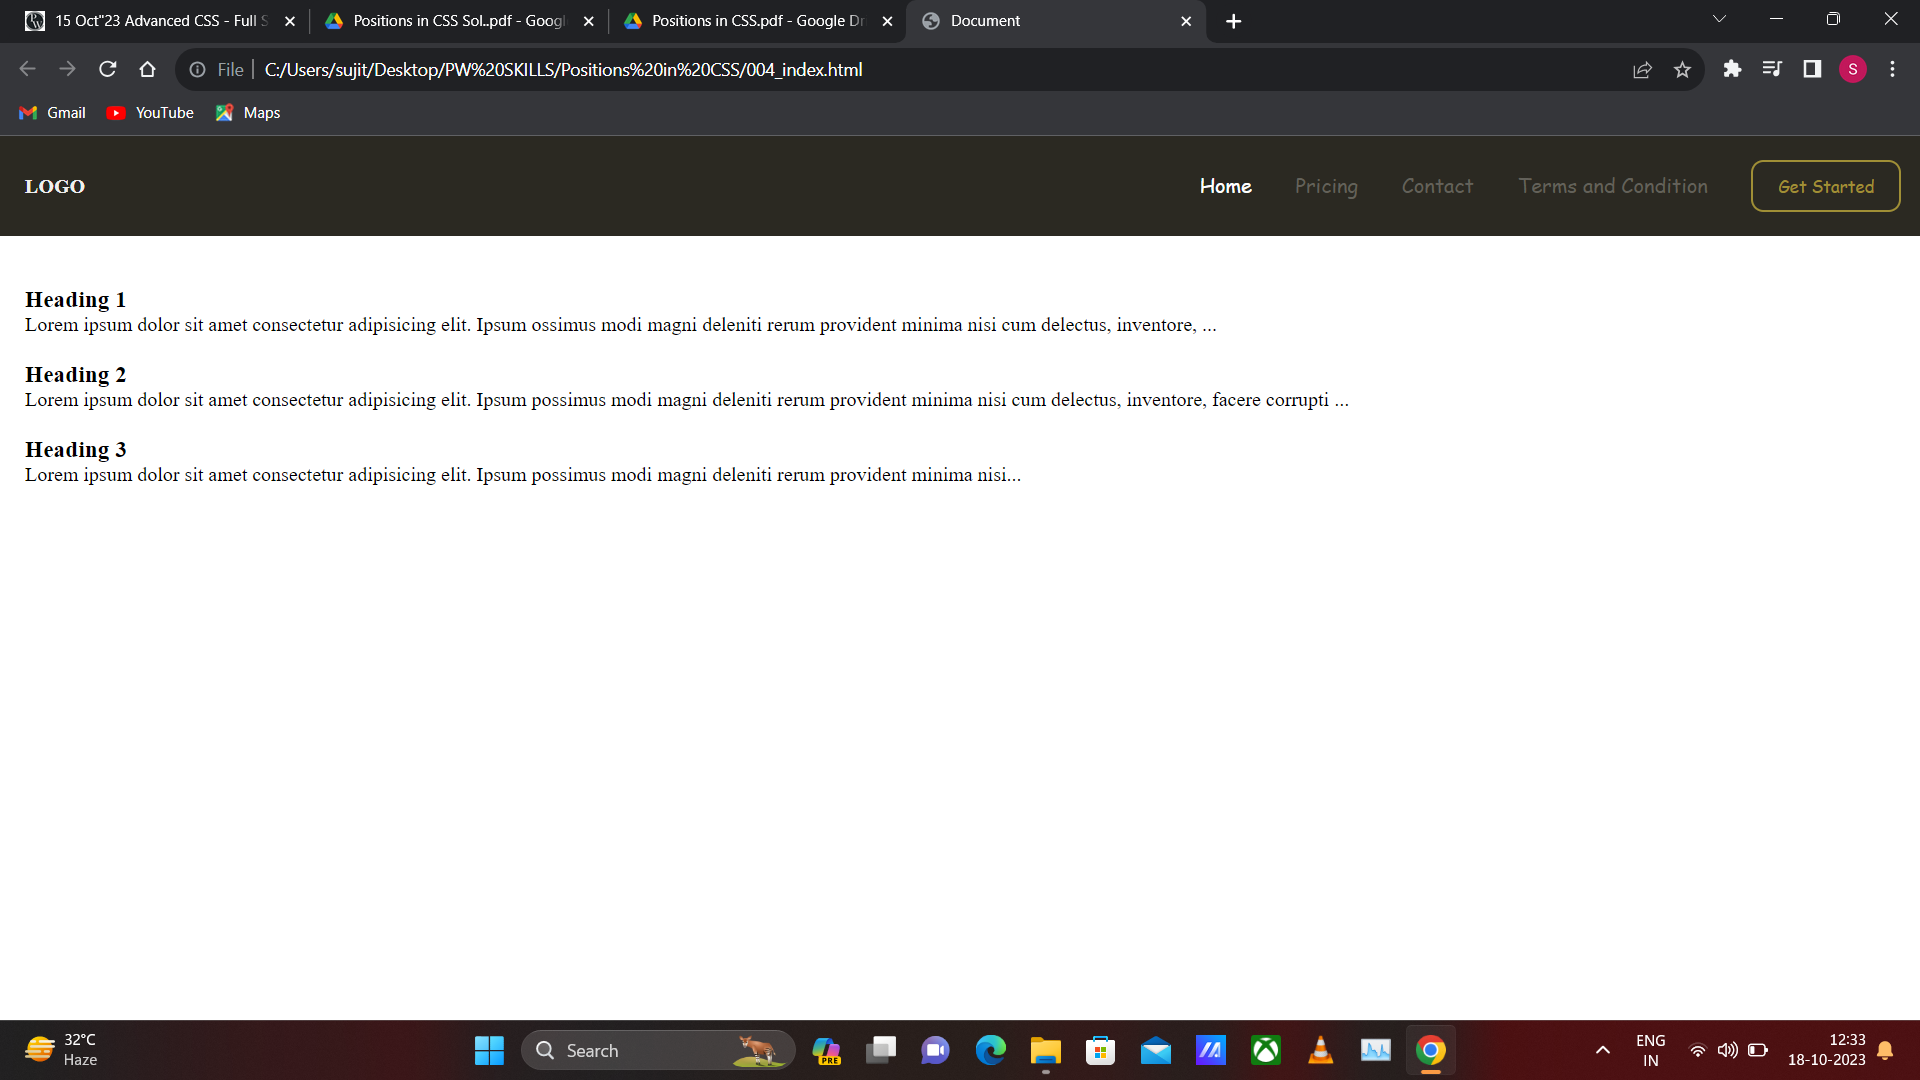 15 Oct"23 Advanced CSS - Full S
Positions in CSS Sol..pdf - Googl
Positions in CSS.pdf - Google Dr
Document
File
C:/Users/sujit/Desktop/PW%20SKILLS/Positions%20in%20CSS/004_index.html
S
Gmail
YouTube
Maps
LOGO
Home
Pricing
Contact
Terms and Condition
Get Started
Heading 1
Lorem ipsum dolor sit amet consectetur adipisicing elit. Ipsum ossimus modi magni deleniti rerum provident minima nisi cum delectus, inventore, ...
Heading 2
Lorem ipsum dolor sit amet consectetur adipisicing elit. Ipsum possimus modi magni deleniti rerum provident minima nisi cum delectus, inventore, facere corrupti ...
Heading 3
Lorem ipsum dolor sit amet consectetur adipisicing elit. Ipsum possimus modi magni deleniti rerum provident minima nisi...
32°C
Haze
Search
PRE
ENG
IN
12:33
18-10-2023